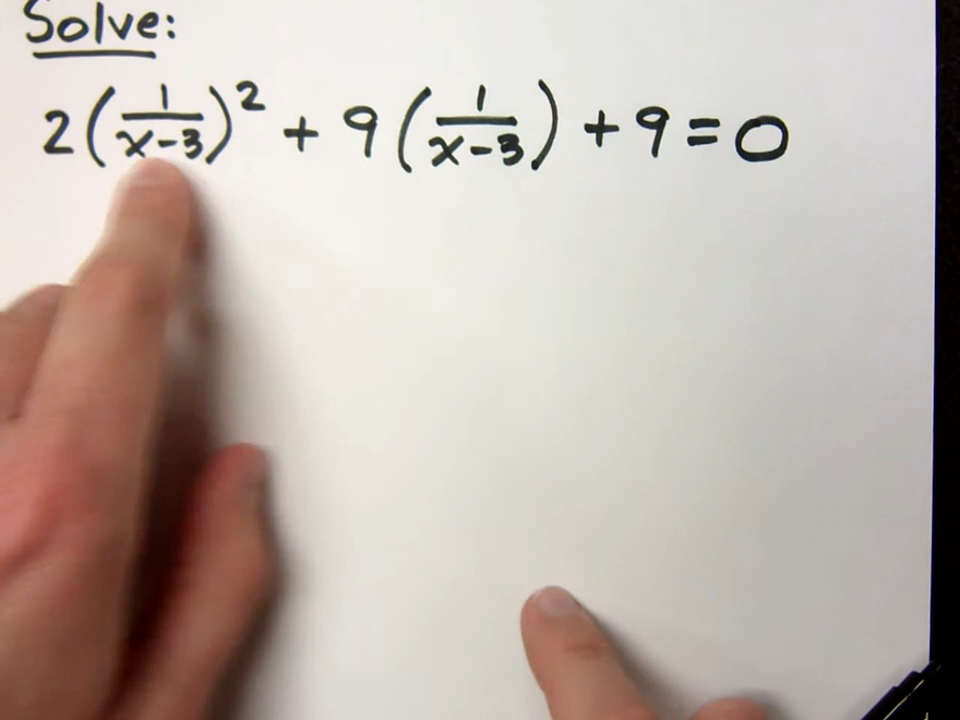 Solve:
2(1/(x-3))² + 9(1/(x-3)) + 9 = 0